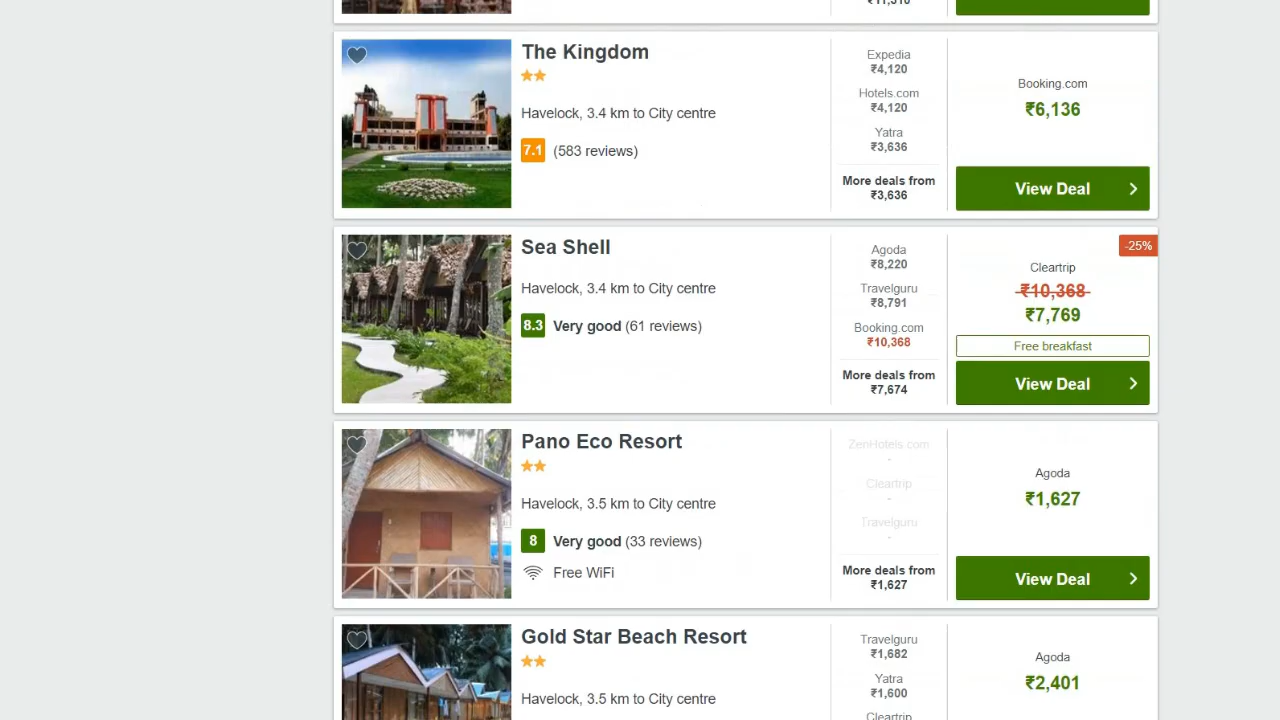 ₹11,310
The Kingdom
Havelock, 3.4 km to City centre
7.1 (583 reviews)
Expedia
₹4,120
Hotels.com
₹4,120
Yatra
₹3,636
More deals from
₹3,636
Booking.com
₹6,136
View Deal
Sea Shell
Havelock, 3.4 km to City centre
8.3 Very good (61 reviews)
Agoda
₹8,220
Travelguru
₹8,791
Booking.com
₹10,368
More deals from
₹7,674
-25%
Cleartrip
₹10,368
₹7,769
Free breakfast
View Deal
Pano Eco Resort
Havelock, 3.5 km to City centre
8 Very good (33 reviews)
Free WiFi
ZenHotels com
-
Cleartrip
-
Travelguru
-
More deals from
₹1,627
Agoda
₹1,627
View Deal
Gold Star Beach Resort
Havelock, 3.5 km to City centre
Travelguru
₹1,682
Yatra
₹1,600
Cleartrip
Agoda
₹2,401